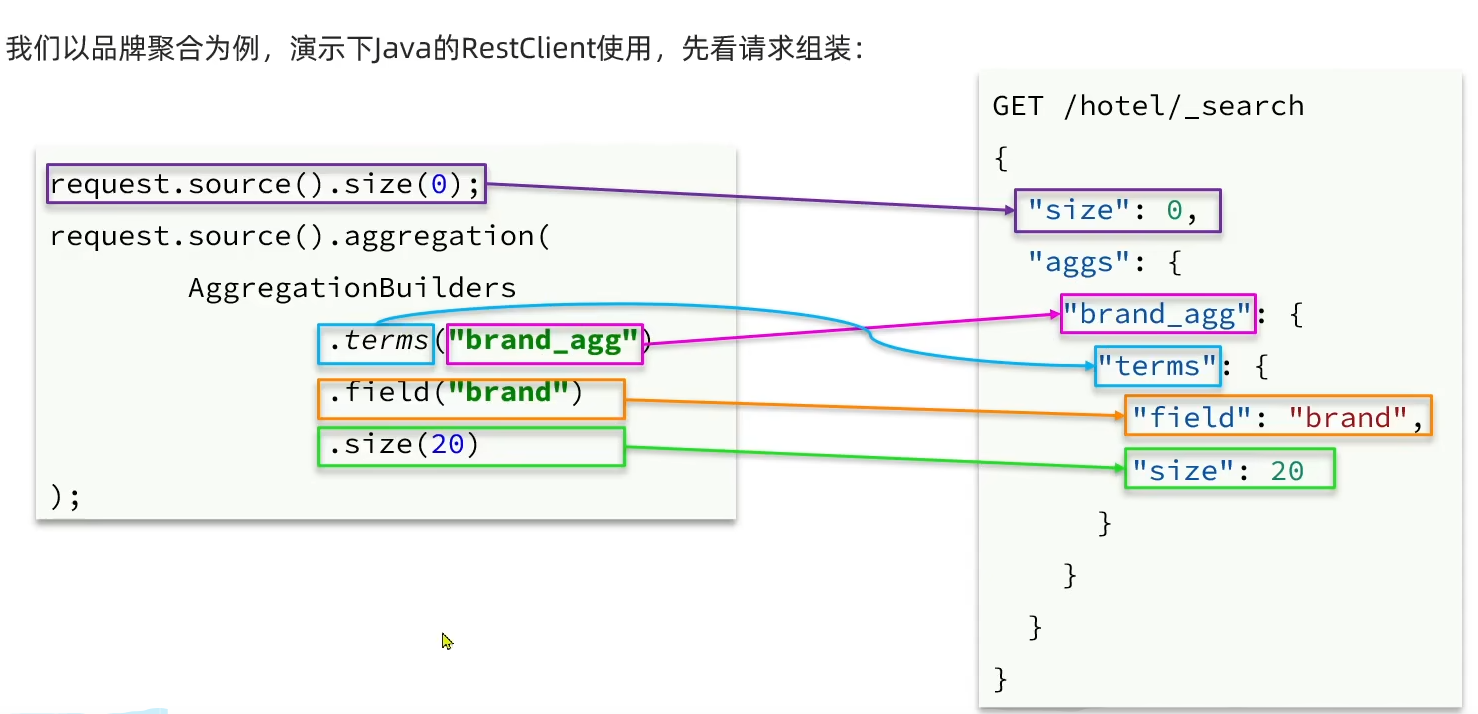 我们以品牌聚合为例，演示下Java的RestClient使用，先看请求组装：
request.source().size(0);
request.source().aggregation(
AggregationBuilders
.terms("brand_agg")
.field("brand")
.size(20)
);
GET /hotel/_search
{
"size": 0,
"aggs": {
"brand_agg": {
"terms": {
"field": "brand",
"size": 20
}
}
}
}